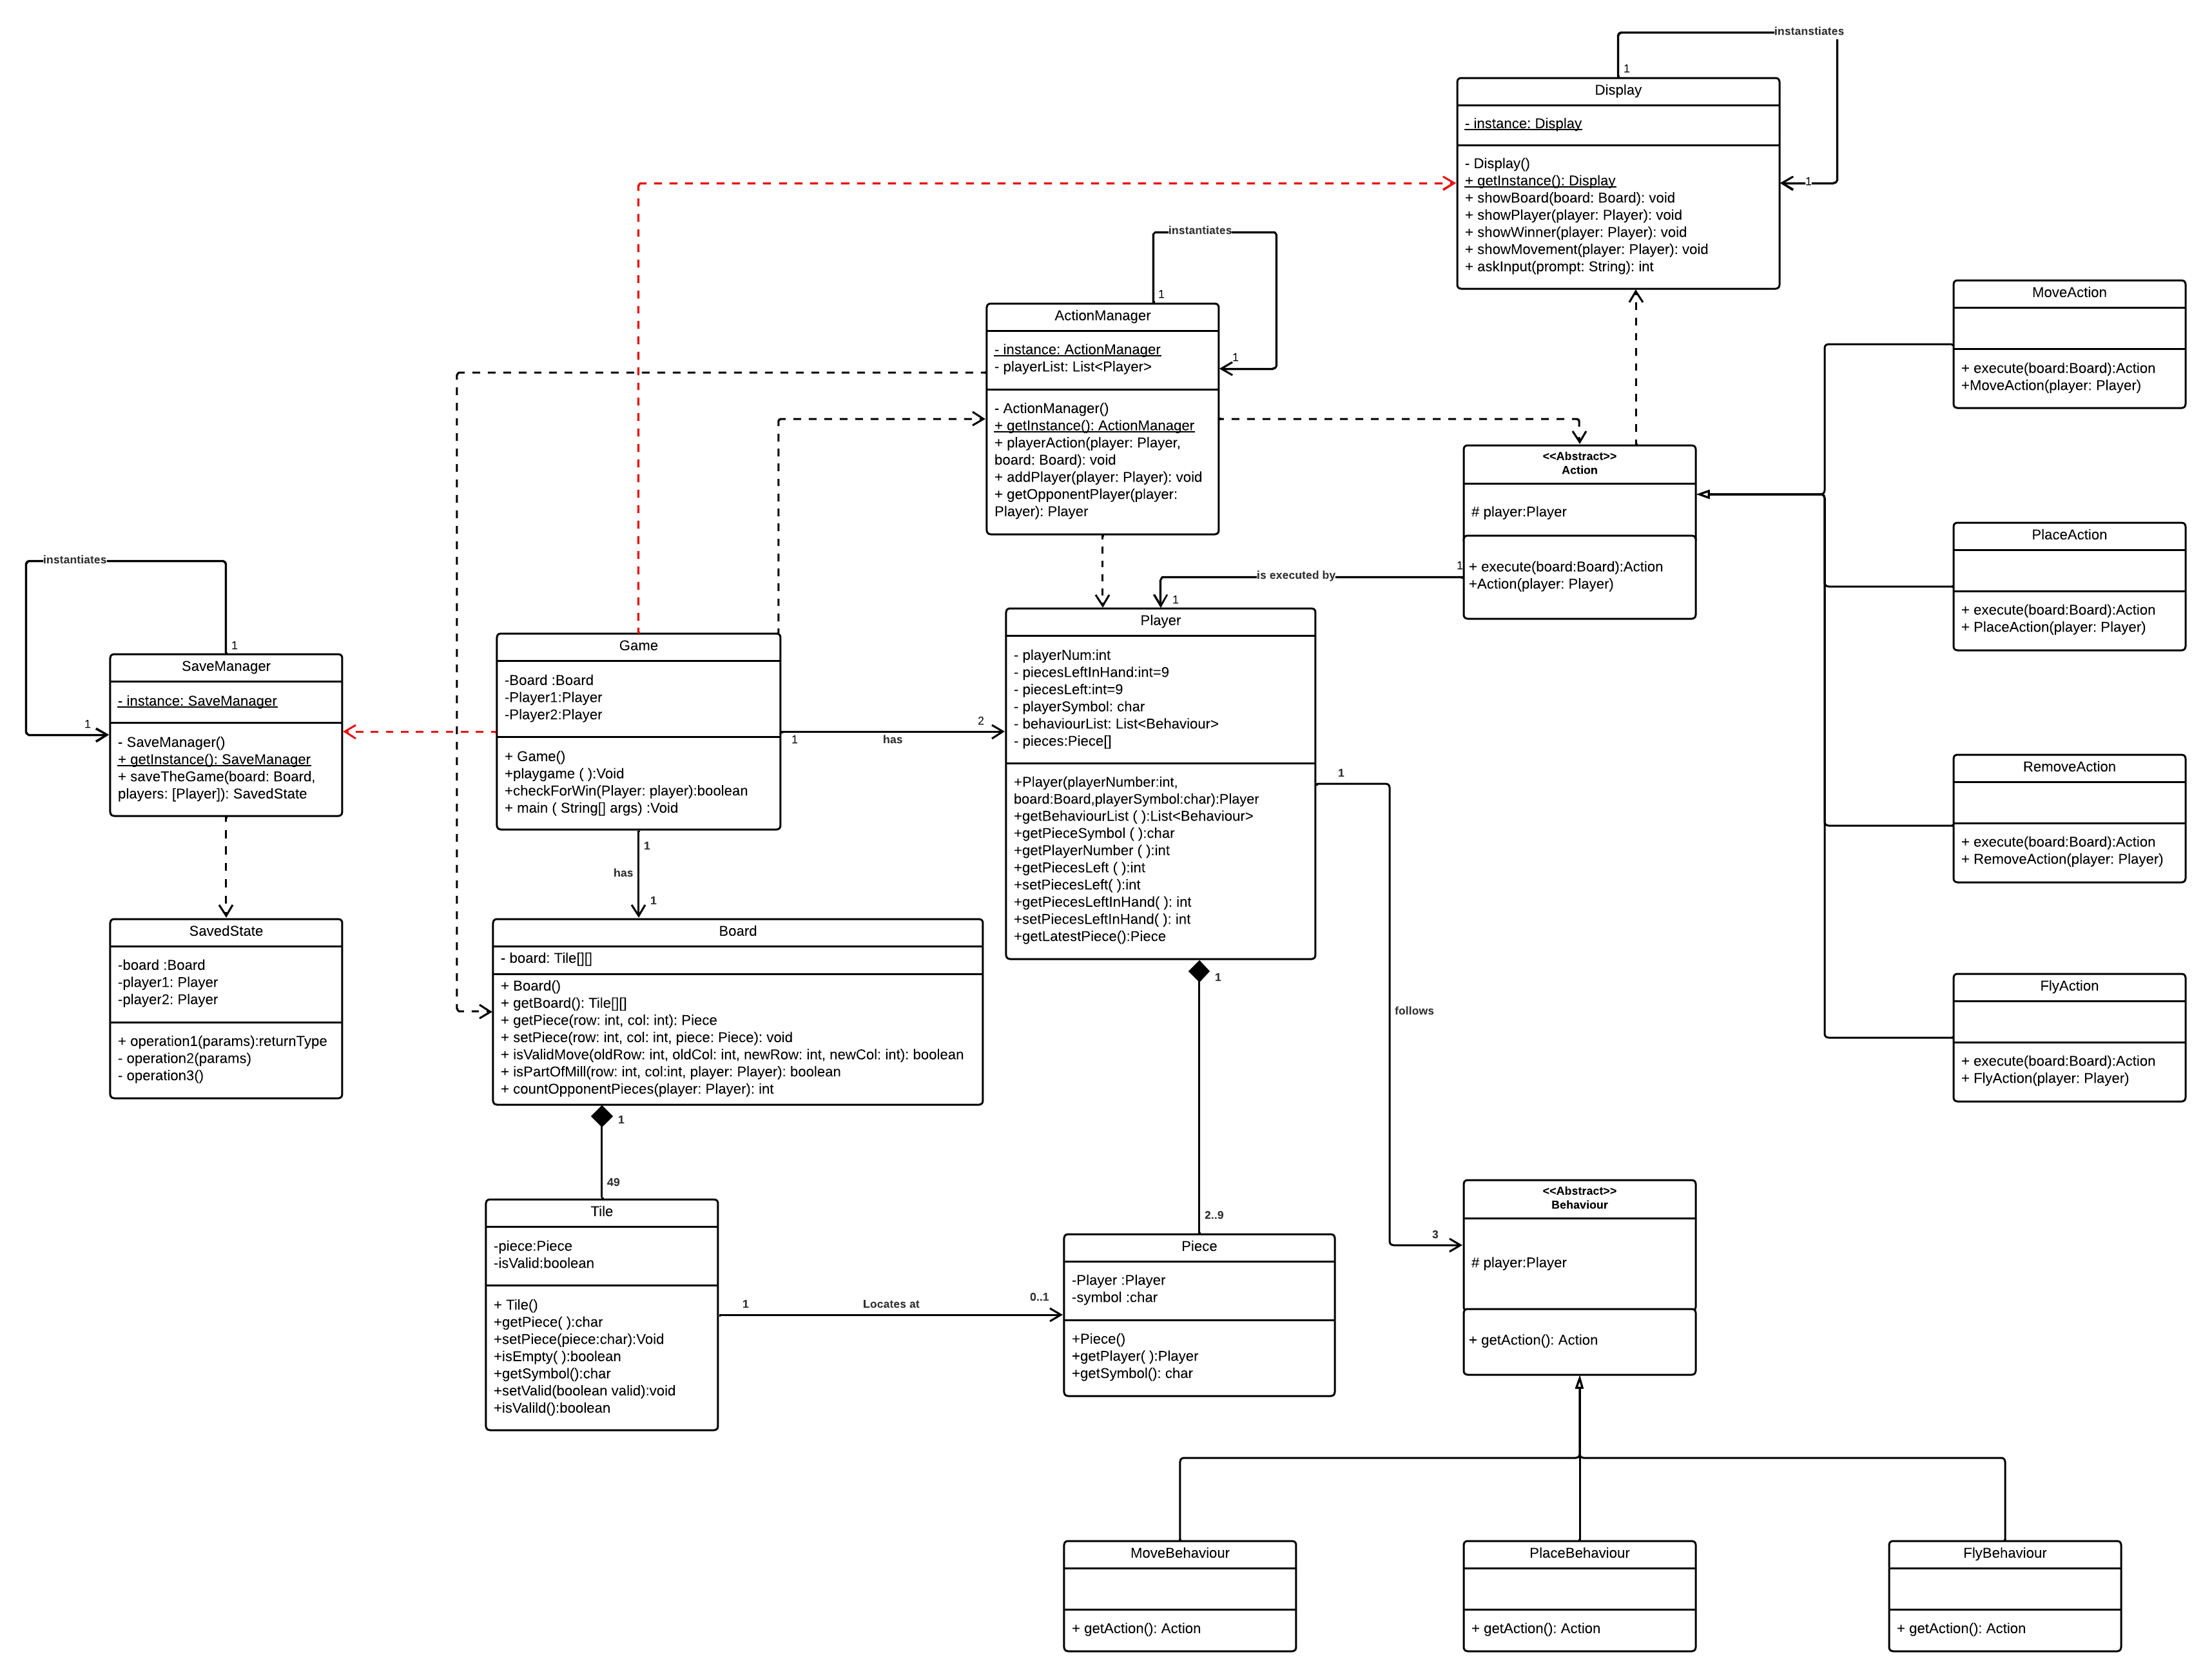 instanstiates
1
Display
- instance: Display
- Display()
+ getInstance(): Display
+ showBoard(board: Board): void
+ showPlayer(player: Player): void
+ showWinner(player: Player): void
+ showMovement(player: Player): void
+ askInput(prompt: String): int
1
instantiates
1
ActionManager
- instance: ActionManager
- playerList: List<Player>
- ActionManager()
+ getInstance(): ActionManager
+ playerAction(player: Player,
board: Board): void
+ addPlayer(player: Player): void
+ getOpponentPlayer(player:
Player): Player
1
MoveAction
+ execute(board:Board):Action
+MoveAction(player: Player)
<<Abstract>>
Action
# player:Player
+ execute(board:Board):Action
+Action(player: Player)
1
is executed by
1
PlaceAction
+ execute(board:Board):Action
+ PlaceAction(player: Player)
RemoveAction
+ execute(board:Board):Action
+ RemoveAction(player: Player)
FlyAction
+ execute(board:Board):Action
+ FlyAction(player: Player)
instantiates
1
SaveManager
- instance: SaveManager
- SaveManager()
+ getInstance(): SaveManager
+ saveTheGame(board: Board,
players: [Player]): SavedState
1
Game
-Board :Board
-Player1:Player
-Player2:Player
+ Game()
+playgame ( ):Void
+checkForWin(Player: player):boolean
+ main ( String[] args) :Void
1
has
2
1
has
1
Player
- playerNum:int
- piecesLeftInHand:int=9
- piecesLeft:int=9
- playerSymbol: char
- behaviourList: List<Behaviour>
- pieces:Piece[]
+Player(playerNumber:int,
board:Board,playerSymbol:char):Player
+getBehaviourList ( ):List<Behaviour>
+getPieceSymbol ( ):char
+getPlayerNumber ( ):int
+getPiecesLeft ( ):int
+setPiecesLeft( ):int
+getPiecesLeftInHand( ): int
+setPiecesLeftInHand( ): int
+getLatestPiece():Piece
1
follows
3
1
2..9
SavedState
-board :Board
-player1: Player
-player2: Player
+ operation1(params):returnType
- operation2(params)
- operation3()
Board
- board: Tile[][]
+ Board()
+ getBoard(): Tile[][]
+ getPiece(row: int, col: int): Piece
+ setPiece(row: int, col: int, piece: Piece): void
+ isValidMove(oldRow: int, oldCol: int, newRow: int, newCol: int): boolean
+ isPartOfMill(row: int, col:int, player: Player): boolean
+ countOpponentPieces(player: Player): int
1
49
Tile
-piece:Piece
-isValid:boolean
+ Tile()
+getPiece( ):char
+setPiece(piece:char):Void
+isEmpty( ):boolean
+getSymbol():char
+setValid(boolean valid):void
+isValild():boolean
1
Locates at
0..1
Piece
-Player :Player
-symbol :char
+Piece()
+getPlayer( ):Player
+getSymbol(): char
<<Abstract>>
Behaviour
# player:Player
+ getAction(): Action
MoveBehaviour
+ getAction(): Action
PlaceBehaviour
+ getAction(): Action
FlyBehaviour
+ getAction(): Action